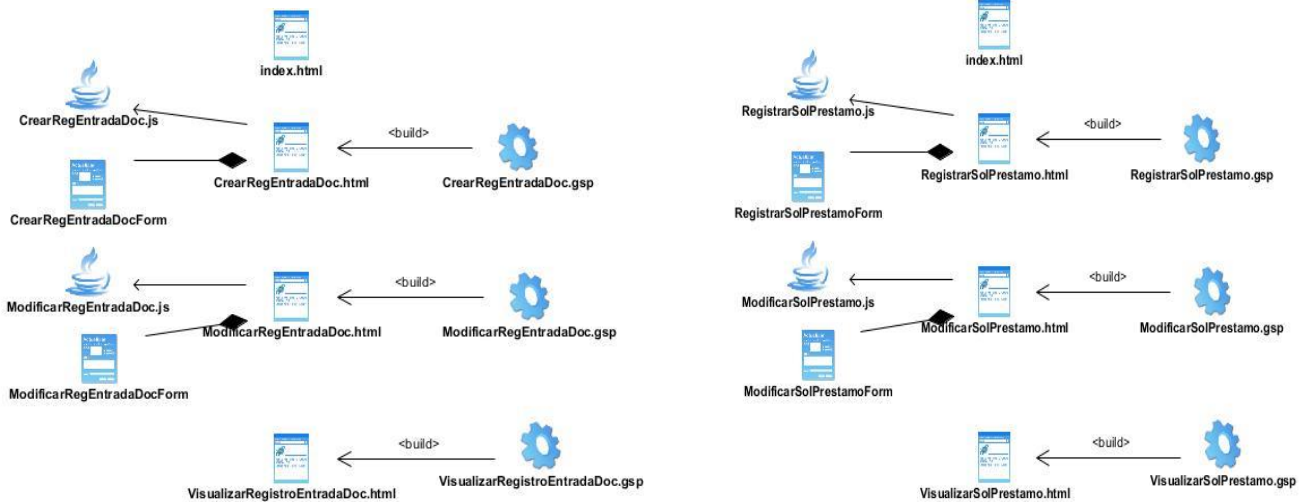 index.html
CrearRegEntradaDoc.js
<build>
CrearRegEntradaDoc.html
CrearRegEntradaDoc.gsp
CrearRegEntradaDocForm
ModificarRegEntradaDoc.js
<build>
ModificarRegEntradaDoc.html
ModificarRegEntradaDoc.gsp
ModificarRegEntradaDocForm
<build>
VisualizarRegistroEntradaDoc.html
VisualizarRegistroEntradaDoc.gsp
index.html
RegistrarSolPrestamo.js
<build>
RegistrarSolPrestamo.html
RegistrarSolPrestamo.gsp
RegistrarSolPrestamoForm
ModificarSolPrestamo.js
<build>
ModificarSolPrestamo.html
ModificarSolPrestamo.gsp
ModificarSolPrestamoForm
<build>
VisualizarSolPrestamo.html
VisualizarSolPrestamo.gsp